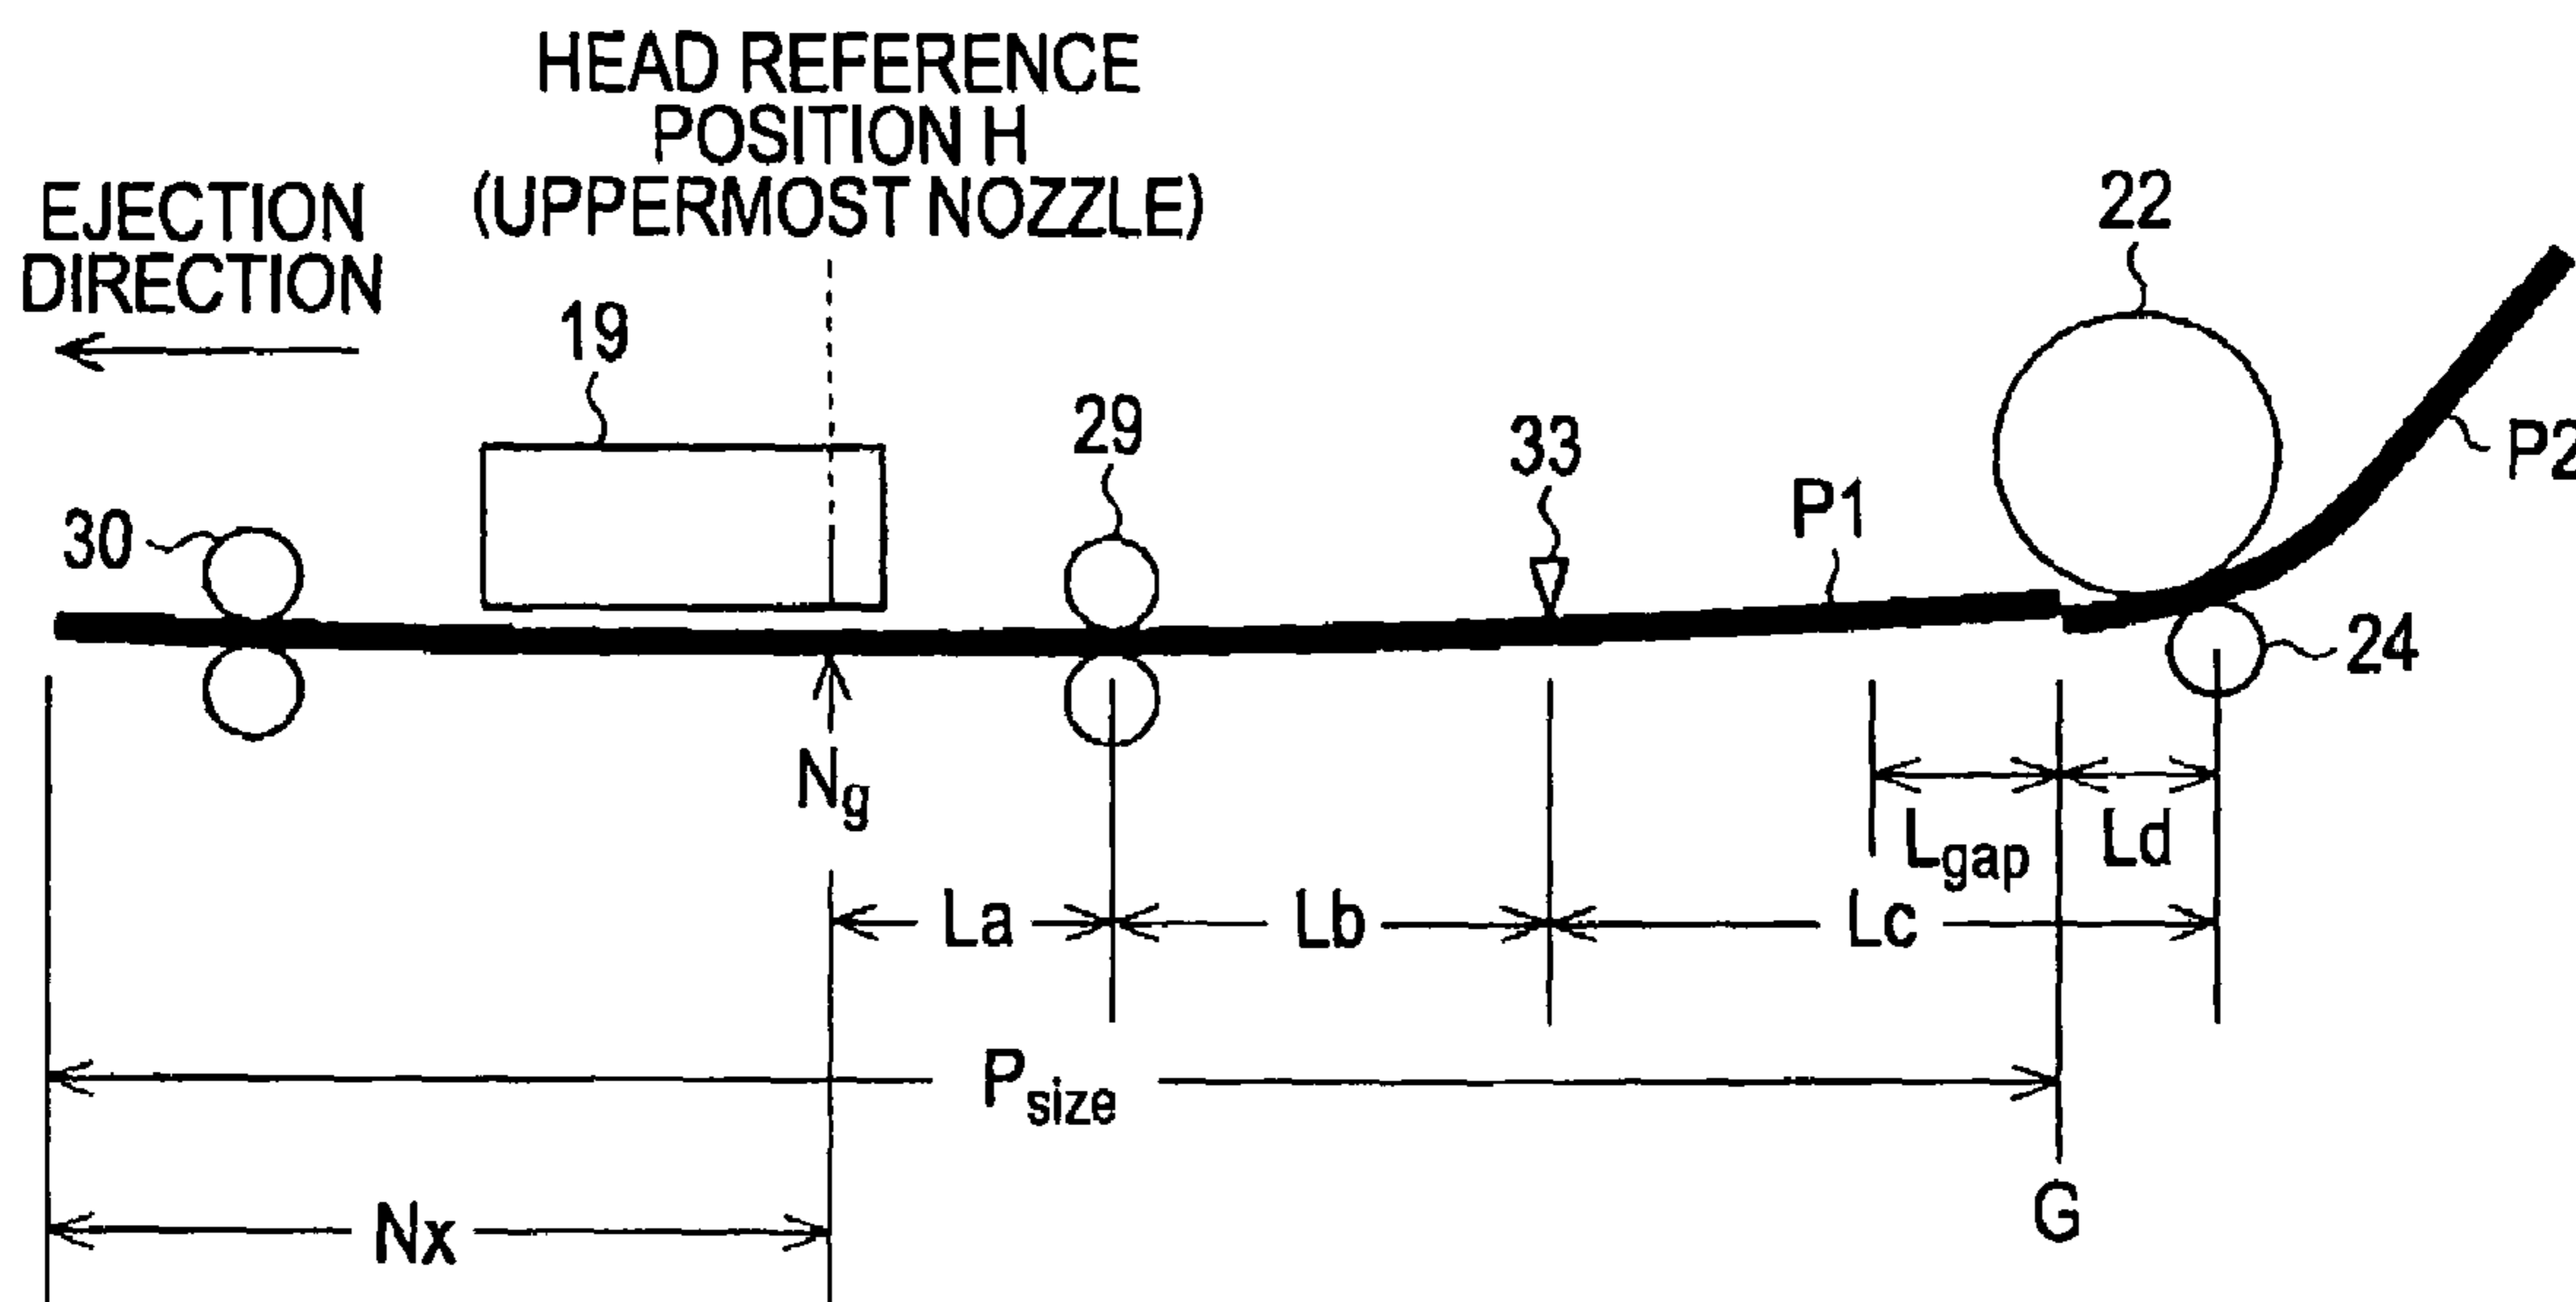 HEAD REFERENCE
POSITION H
(UPPERMOST NOZZLE)
EJECTION
DIRECTION
22
19
29
33
P1
P2
30
24
Ng
Lgap
Ld
La
Lb
Lc
Psize
Nx
G